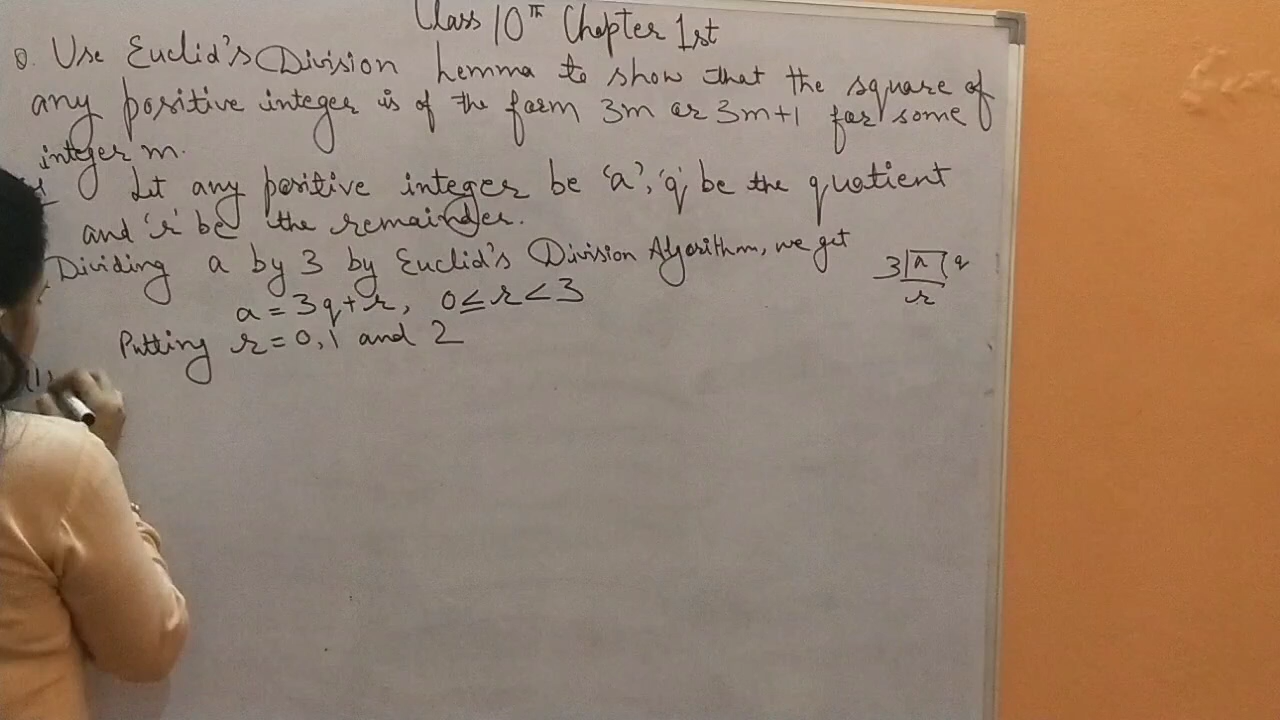 Class 10TH Chapter 1st
Q. Use Euclid's Division Lemma to show that the square of
any positive integer is of the form 3m or 3m+1 for some
integer m.
Let any positive integer be 'a', 'q' be the quotient
and 'r' be the remainder.
Dividing a by 3 by Euclid's Division Algorithm, we get
3 a q
r
a = 3q + r, 0 ≤ r < 3
Putting r = 0, 1 and 2
(1)